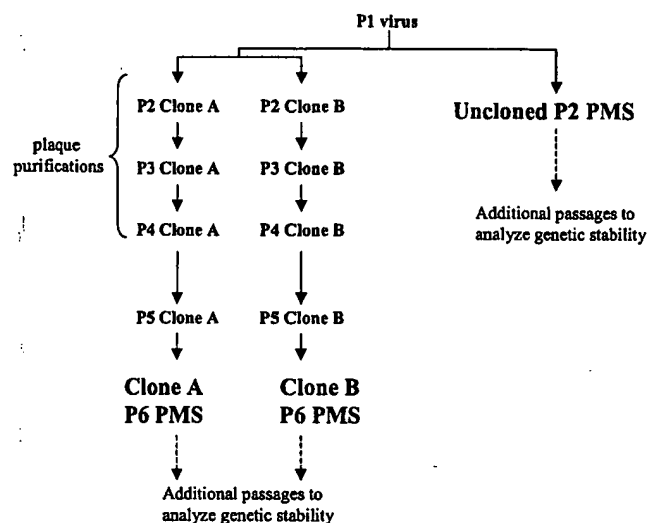 P1 virus
P2 Clone A P2 Clone B Uncloned P2 PMS
plaque
purifications
P3 Clone A P3 Clone B
P4 Clone A P4 Clone B
Additional passages to
analyze genetic stability
P5 Clone A P5 Clone B
Clone A
P6 PMS
Clone B
P6 PMS
Additional passages to
analyze genetic stability